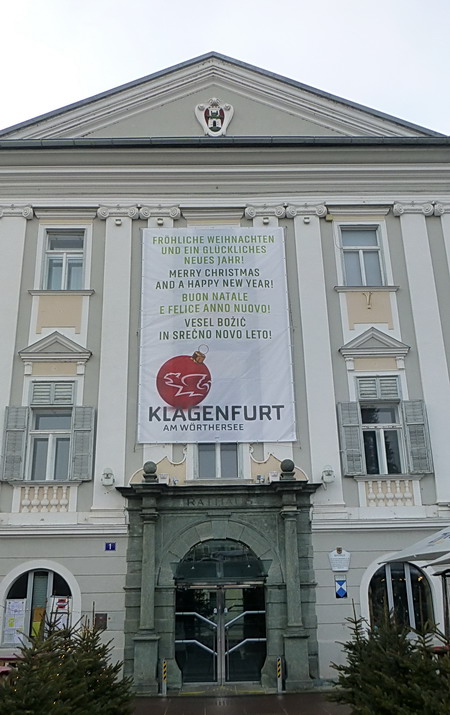 FRÖHLICHE WEIHNACHTEN
UND EIN GLÜCKLICHES
NEUES JAHR!
MERRY CHRISTMAS
AND A HAPPY NEW YEAR!
BUON NATALE
E FELICE ANNO NUOVO!
VESEL BOŽIČ
IN SREČNO NOVO LETO!
KLAGENFURT
AM WÖRTHERSEE
RATHAUS
1